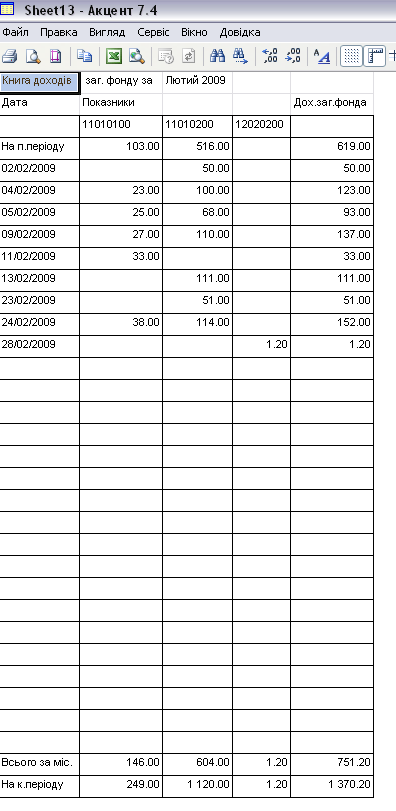 Sheet13 - Акцент 7.4
Файл Правка Вигляд Сервіс Вікно Довідка
Книга доходів заг. фонду за Лютий 2009
Дата Показники Дох.заг.фонда
11010100 11010200 12020200
На п.періоду 103.00 516.00 619.00
02/02/2009 50.00 50.00
04/02/2009 23.00 100.00 123.00
05/02/2009 25.00 68.00 93.00
09/02/2009 27.00 110.00 137.00
11/02/2009 33.00 33.00
13/02/2009 111.00 111.00
23/02/2009 51.00 51.00
24/02/2009 38.00 114.00 152.00
28/02/2009 1.20 1.20
Всього за міс. 146.00 604.00 1.20 751.20
На к.періоду 249.00 1 120.00 1.20 1 370.20